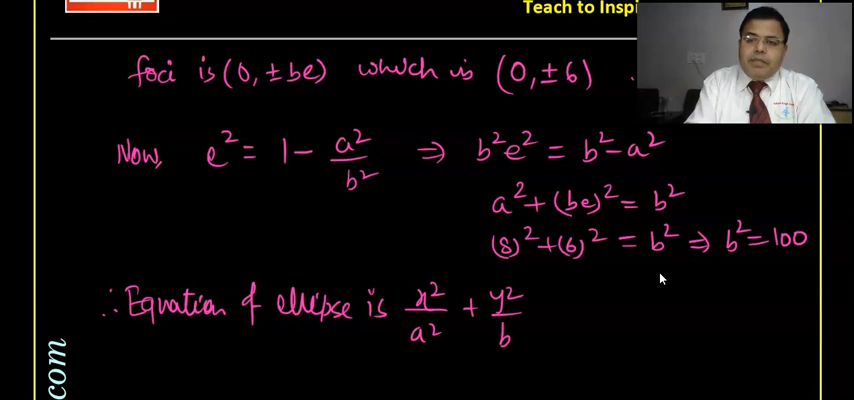 Teach to Inspi
foci is (0, ±be) which is (0, ±6) .
Now, e² = 1 - a²/b² ⇒ b²e² = b² - a²
a² + (be)² = b²
(8)² + (6)² = b² ⇒ b² = 100
∴ Equation of ellipse is x²/a² + y²/b
com